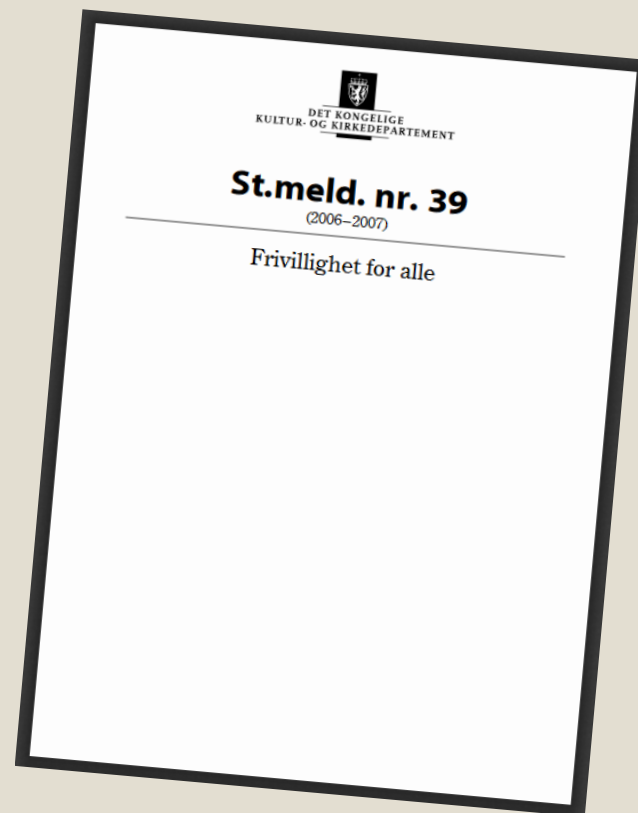 DET KONGELIGE
KULTUR- OG KIRKEDEPARTEMENT
St.meld. nr. 39
(2006–2007)
Frivillighet for alle